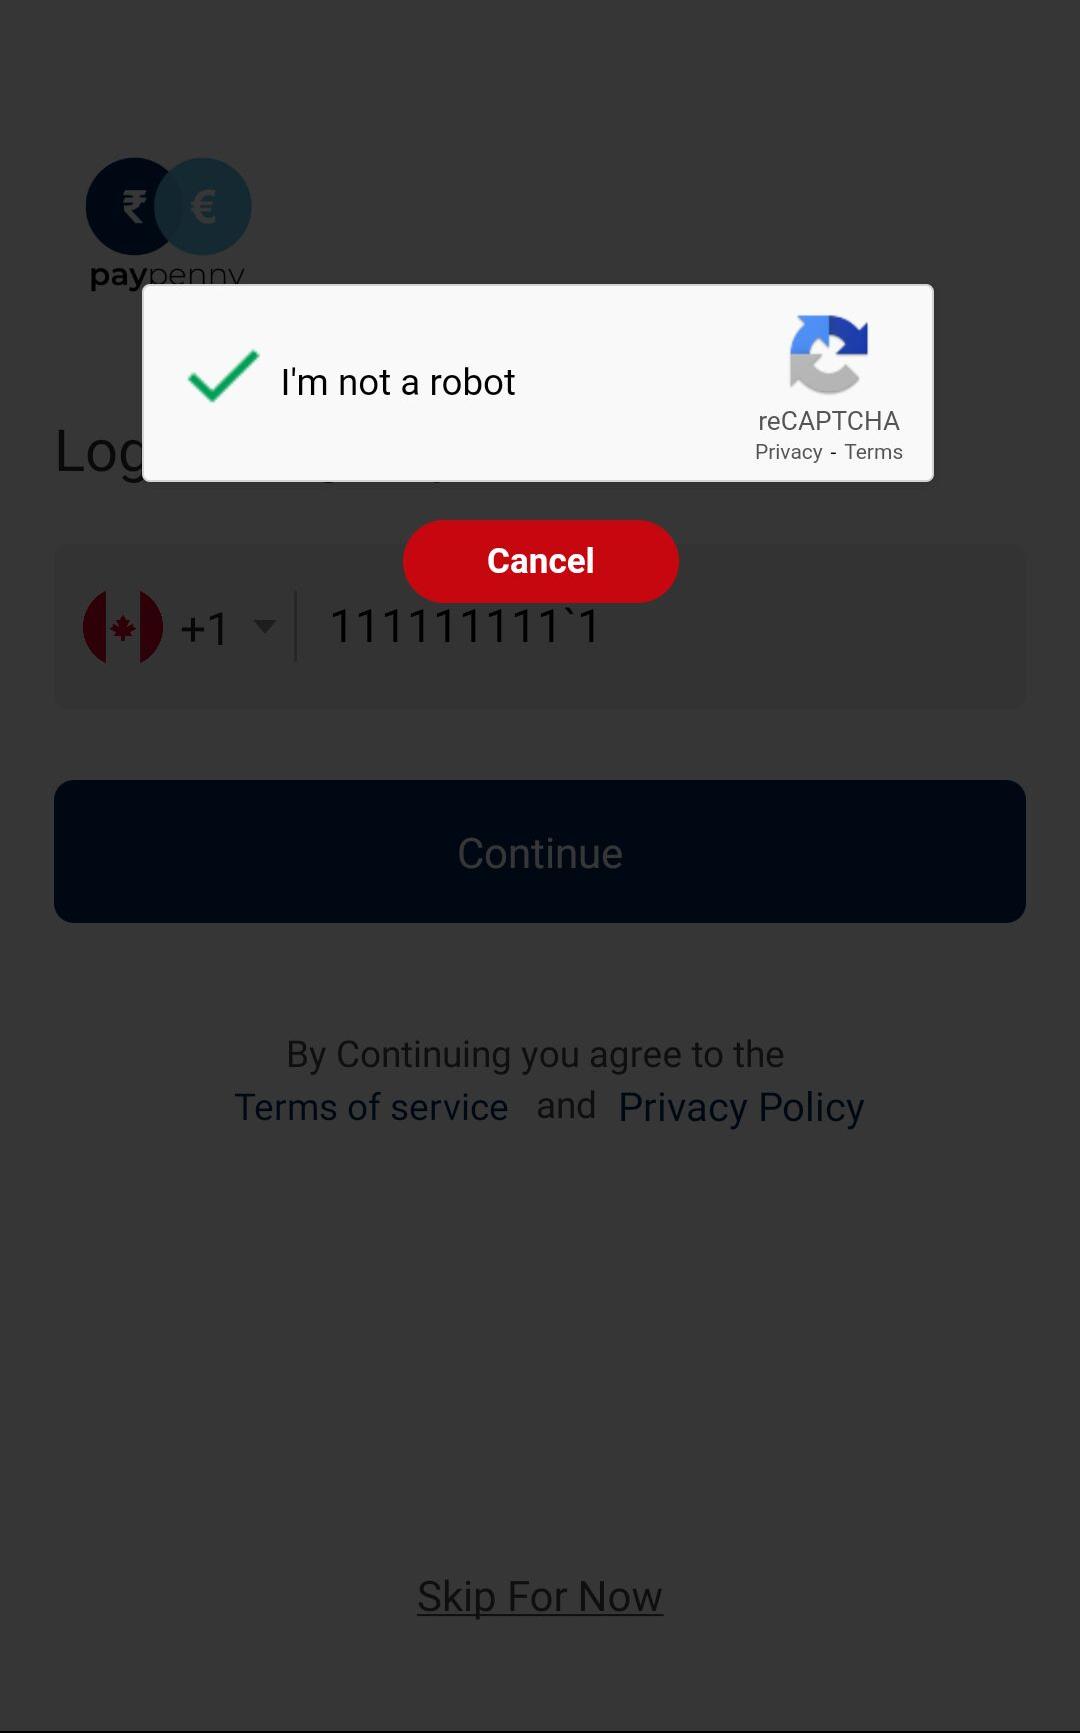 ₹ €
paypenny
I'm not a robot
reCAPTCHA
Privacy - Terms
Log
Cancel
+1 111111111`1
Continue
By Continuing you agree to the
Terms of service and Privacy Policy
Skip For Now